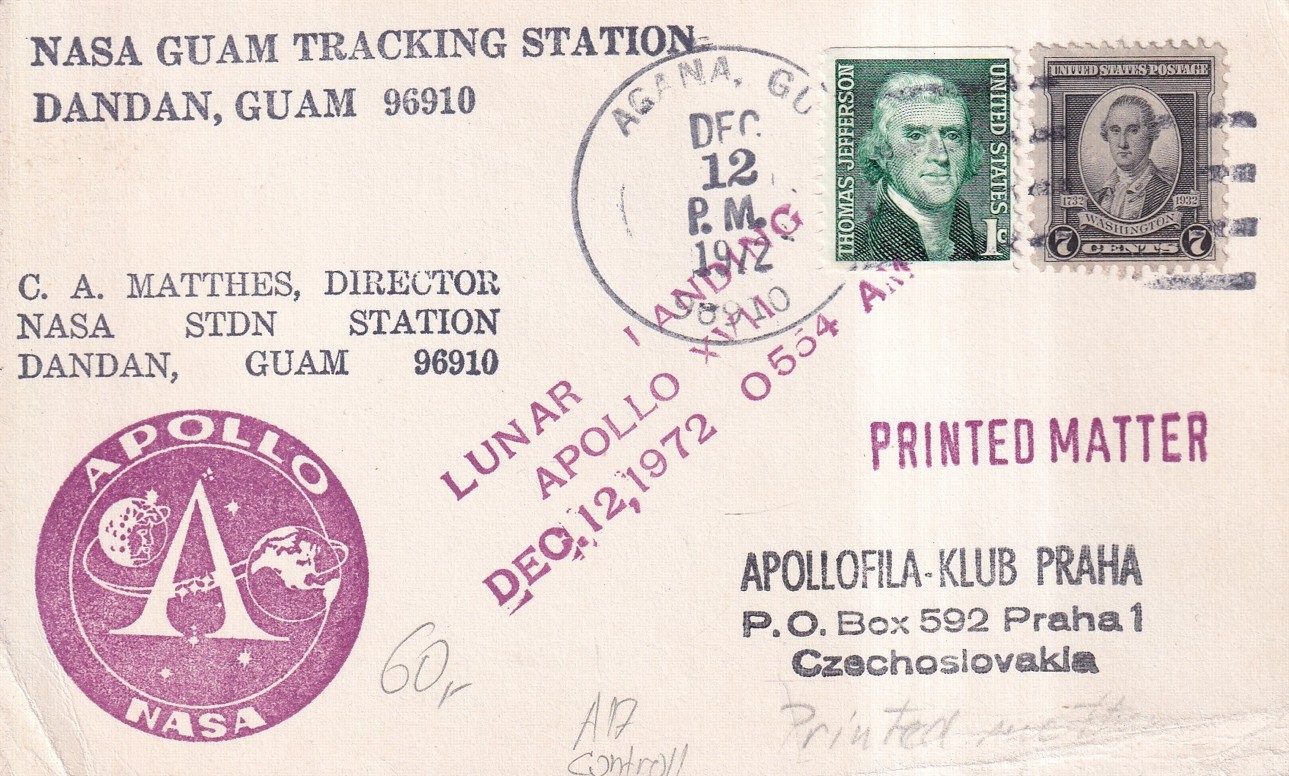 NASA GUAM TRACKING STATION
DANDAN, GUAM 96910
AGANA, GU
DEC
12
P.M.
1972
96910
THOMAS JEFFERSON
UNITED STATES
1c
UNITED STATES POSTAGE
1732 1932
WASHINGTON
7 CENTS 7
C. A. MATTHES, DIRECTOR
NASA STDN STATION
DANDAN, GUAM 96910
LUNAR LANDING
APOLLO XVII
DEC. 12, 1972 0554 AM
PRINTED MATTER
APOLLO
NASA
APOLLOFILA-KLUB PRAHA
P.O. Box 592 Praha 1
Czechoslovakia
60,-
A17
Controll
Printed